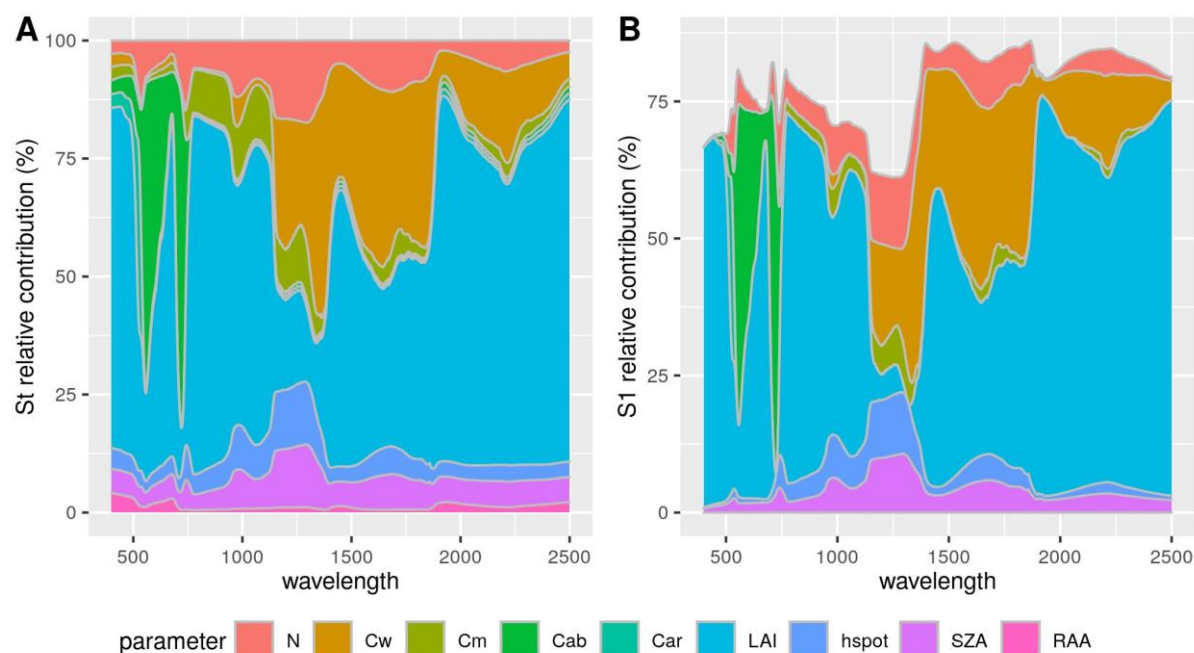 A
B
St relative contribution (%)
100
75
50
25
0
500 1000 1500 2000 2500
wavelength
S1 relative contribution (%)
75
50
25
0
500 1000 1500 2000 2500
wavelength
parameter N Cw Cm Cab Car LAI hspot SZA RAA